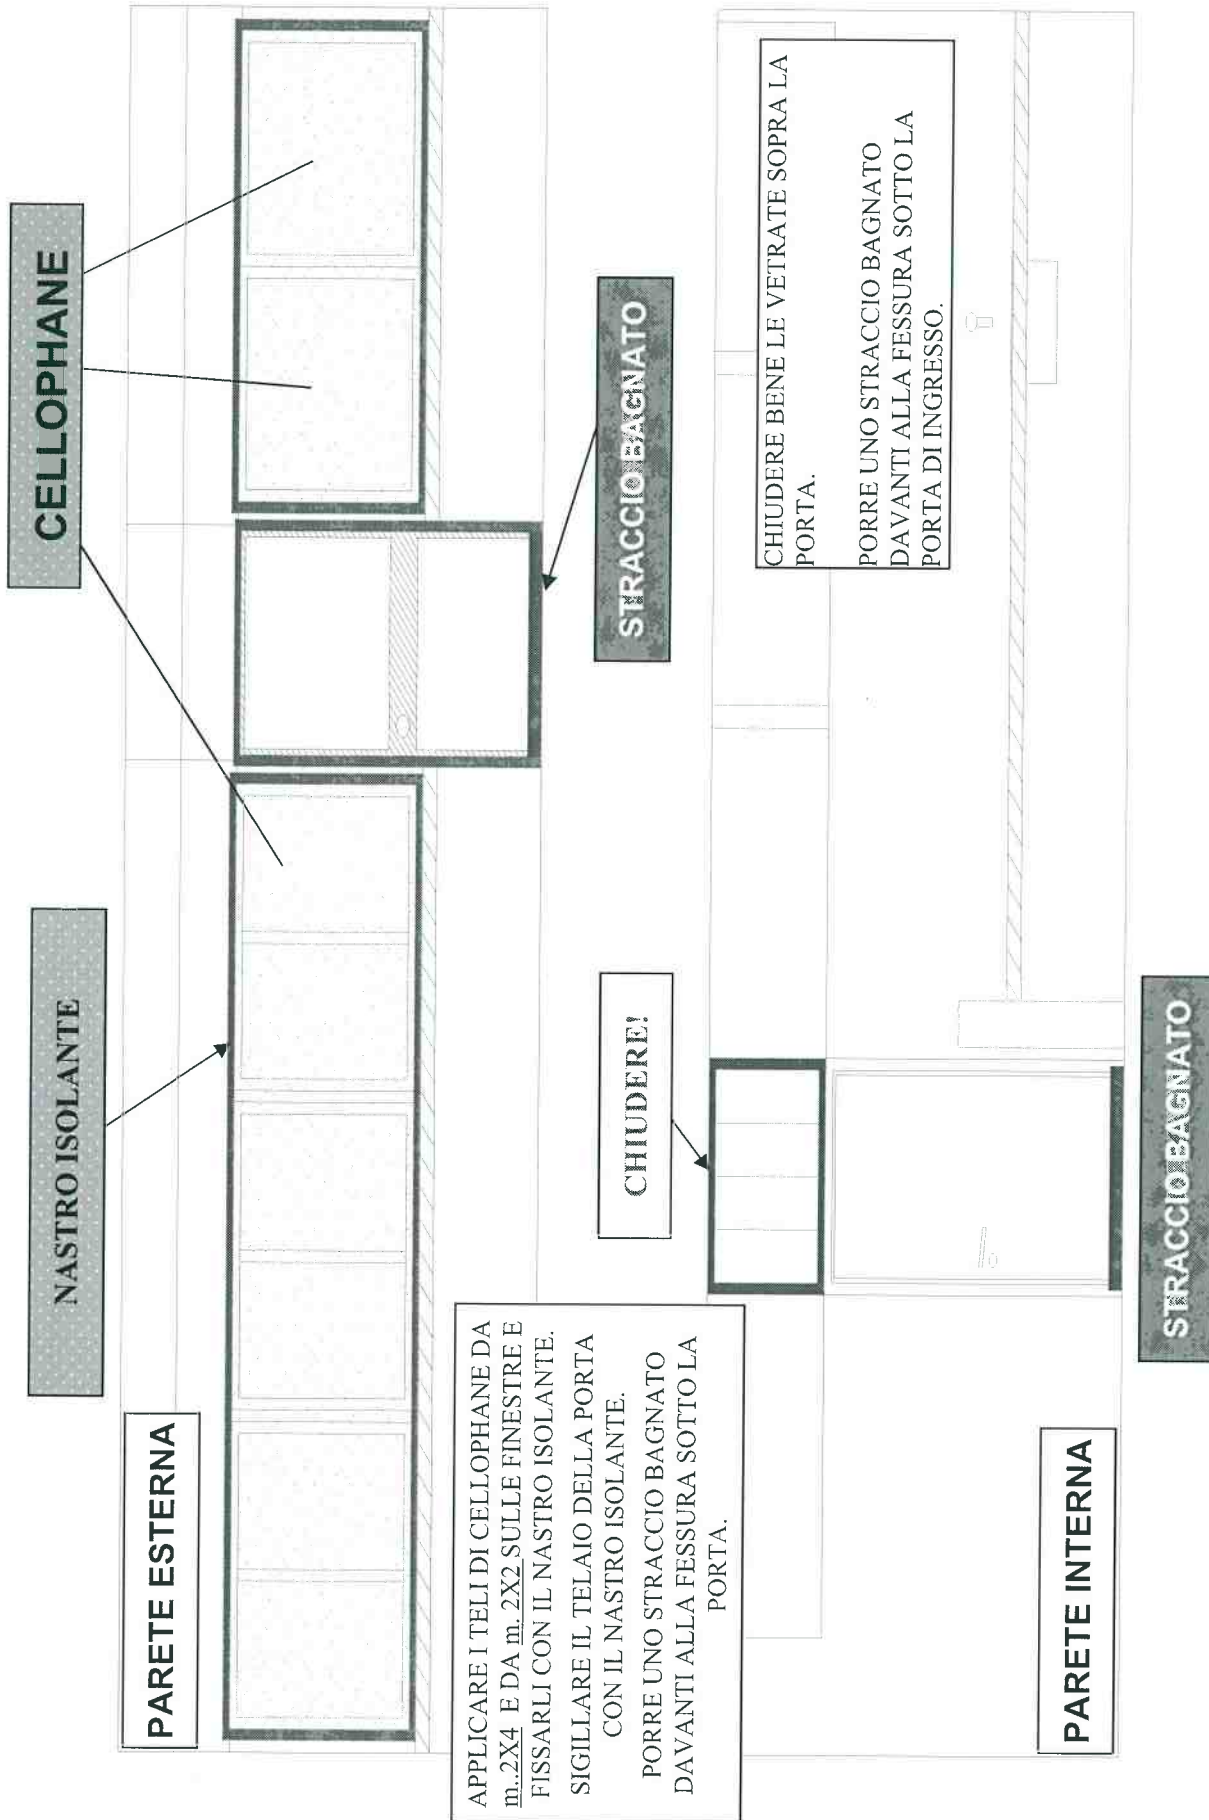 PARETE ESTERNA
NASTRO ISOLANTE
CELLOPHANE
APPLICARE I TELI DI CELLOPHANE DA
m..2X4 E DA m. 2X2 SULLE FINESTRE E
FISSARLI CON IL NASTRO ISOLANTE.
SIGILLARE IL TELAIO DELLA PORTA
CON IL NASTRO ISOLANTE.
PORRE UNO STRACCIO BAGNATO
DAVANTI ALLA FESSURA SOTTO LA
PORTA.
STRACCIO BAGNATO
CHIUDERE!
CHIUDERE BENE LE VETRATE SOPRA LA
PORTA.
PORRE UNO STRACCIO BAGNATO
DAVANTI ALLA FESSURA SOTTO LA
PORTA DI INGRESSO.
PARETE INTERNA
STRACCIO BAGNATO